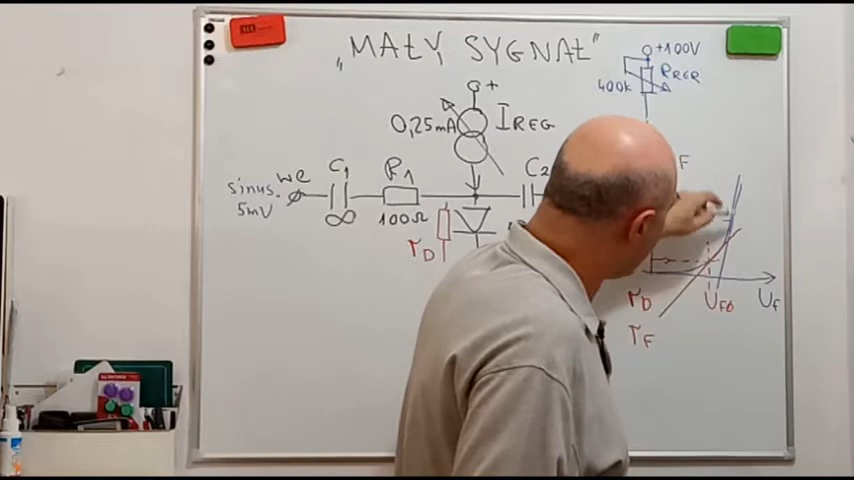 „MAŁY SYGNAŁ”
+100V
400k RREG
0,25mA IREG
+
we C1 R1 C2
sinus. 5mV
∞ 100Ω
rD
F
rD UF0 UF
rF